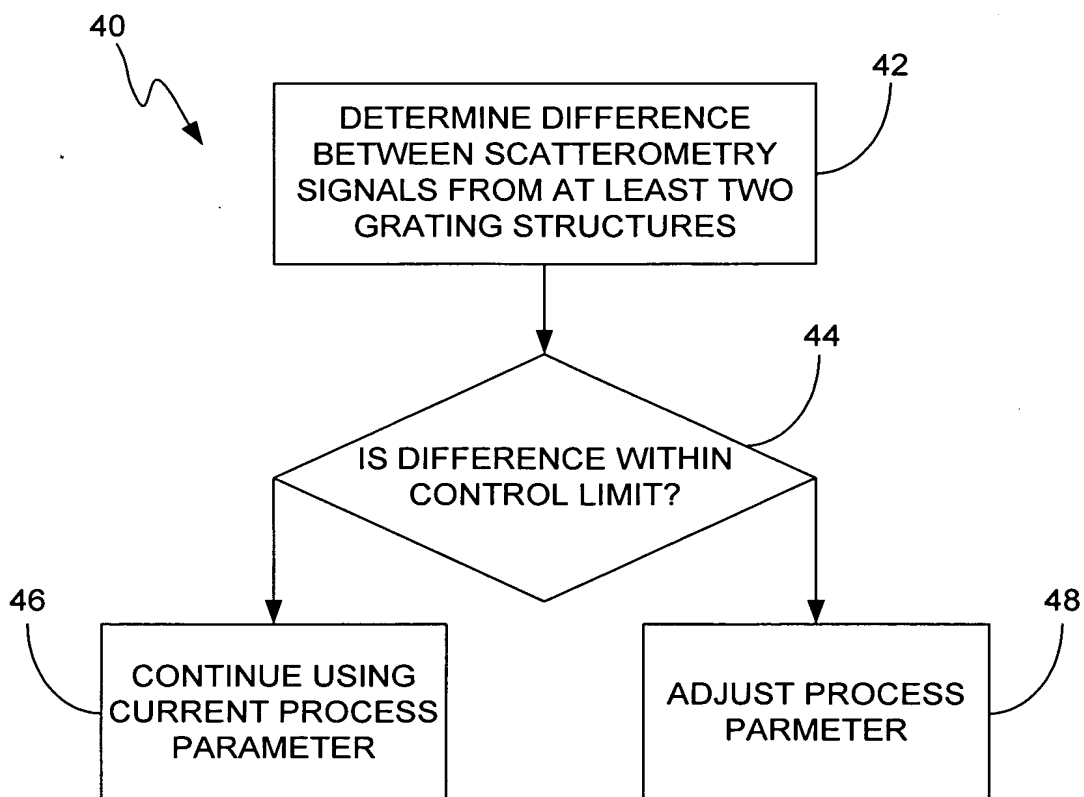 40
42
DETERMINE DIFFERENCE
BETWEEN SCATTEROMETRY
SIGNALS FROM AT LEAST TWO
GRATING STRUCTURES
44
IS DIFFERENCE WITHIN
CONTROL LIMIT?
46
CONTINUE USING
CURRENT PROCESS
PARAMETER
48
ADJUST PROCESS
PARMETER